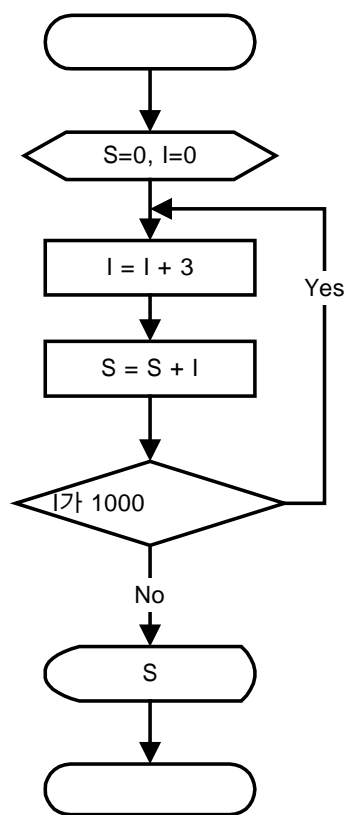 S=0, I=0
I = I + 3
Yes
S = S + I
I가 1000
No
S